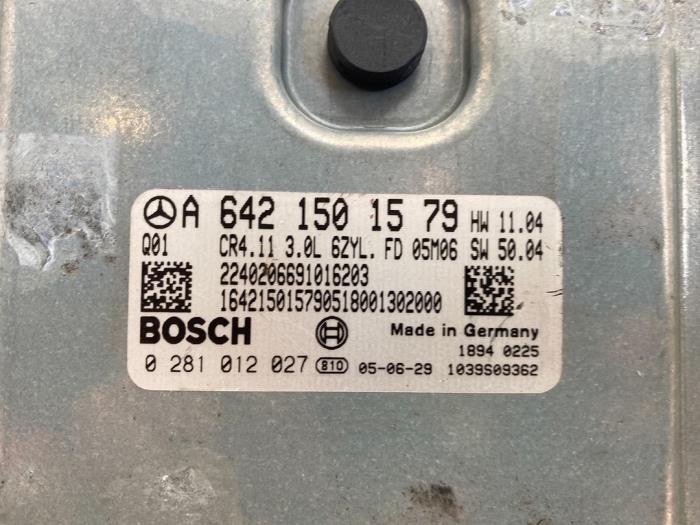 A 642 150 15 79 HW 11.04
Q01 CR4.11 3.0L 6ZYL. FD 05M06 SW 50.04
2240206691016203
164215015790518001302000
BOSCH Made in Germany
1894 0225
0 281 012 027 810 05-06-29 1039S09362